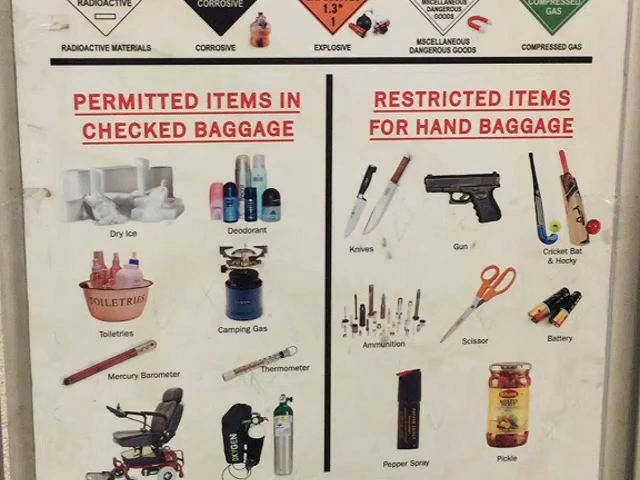 RADIOACTIVE
1.3*
1
MISCELLANEOUS
DANGEROUS
GOODS
COMPRESSED
GAS
RADIOACTIVE MATERIALS
CORROSIVE
EXPLOSIVE
MSCELLANEOUS
DANGEROUS GOODS
COMPRESSED GAS
PERMITTED ITEMS IN
CHECKED BAGGAGE
Dry Ice
Deodorant
TOILETRIES
Toiletries
Camping Gas
Mercury Barometer
Thermometer
OXYGEN
RESTRICTED ITEMS
FOR HAND BAGGAGE
Knives
Gun
Cricket Bat
& Hocky
Ammunition
Scissor
Battery
Pepper Spray
Pickle